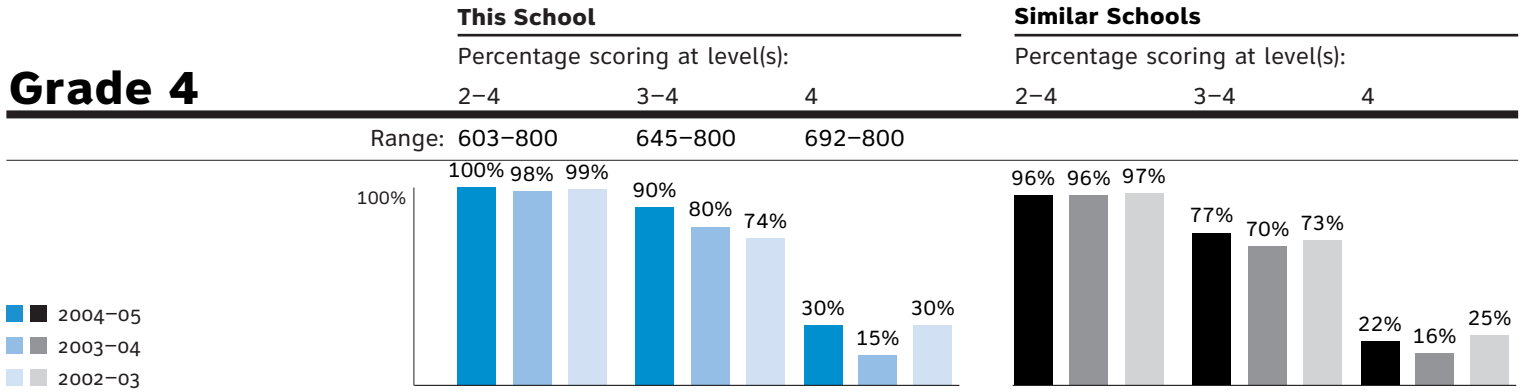 This School Similar Schools
Percentage scoring at level(s): Percentage scoring at level(s):
Grade 4 2–4 3–4 4 2–4 3–4 4
Range: 603–800 645–800 692–800
100% 98% 99% 90% 80% 74% 30% 15% 30% 96% 96% 97% 77% 70% 73% 22% 16% 25%
100%
2004–05
2003–04
2002–03